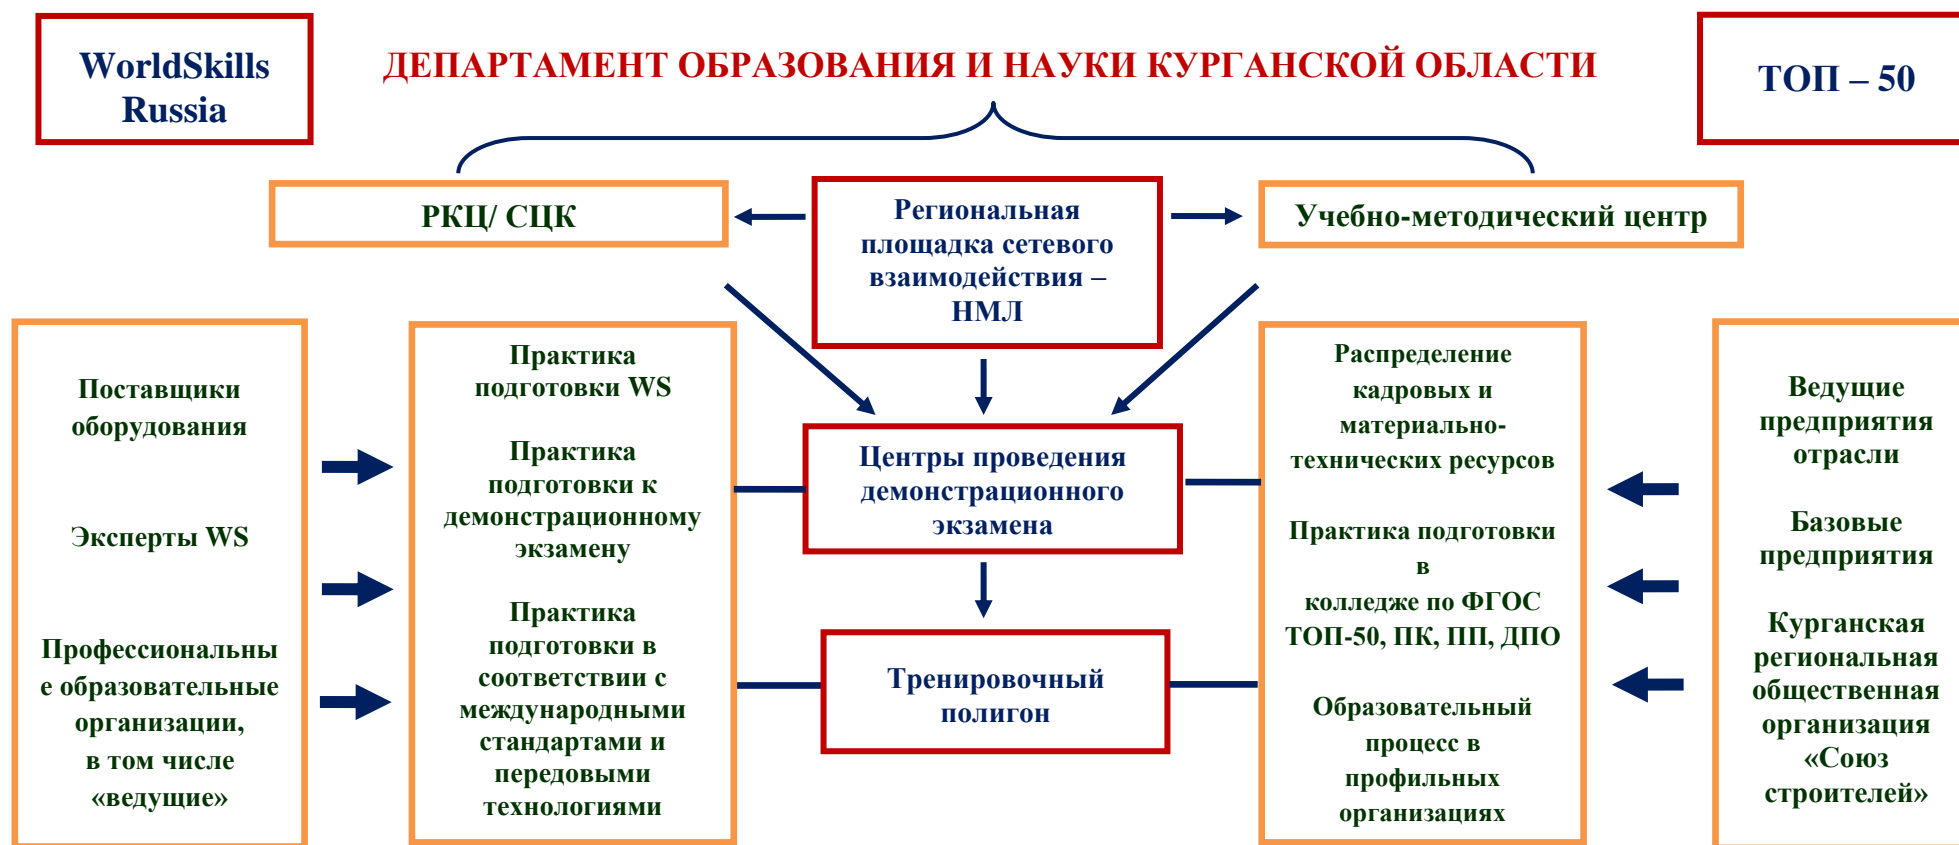 WorldSkills
Russia
ДЕПАРТАМЕНТ ОБРАЗОВАНИЯ И НАУКИ КУРГАНСКОЙ ОБЛАСТИ
ТОП – 50
РКЦ/ СЦК
Региональная
площадка сетевого
взаимодействия –
НМЛ
Учебно-методический центр
Поставщики
оборудования
Эксперты WS
Профессиональны
е образовательные
организации,
в том числе
«ведущие»
Практика
подготовки WS
Практика
подготовки к
демонстрационному
экзамену
Практика
подготовки в
соответствии с
международными
стандартами и
передовыми
технологиями
Центры проведения
демонстрационного
экзамена
Тренировочный
полигон
Распределение
кадровых и
материально-
технических ресурсов
Практика подготовки
в
колледже по ФГОС
ТОП-50, ПК, ПП, ДПО
Образовательный
процесс в
профильных
организациях
Ведущие
предприятия
отрасли
Базовые
предприятия
Курганская
региональная
общественная
организация
«Союз
строителей»